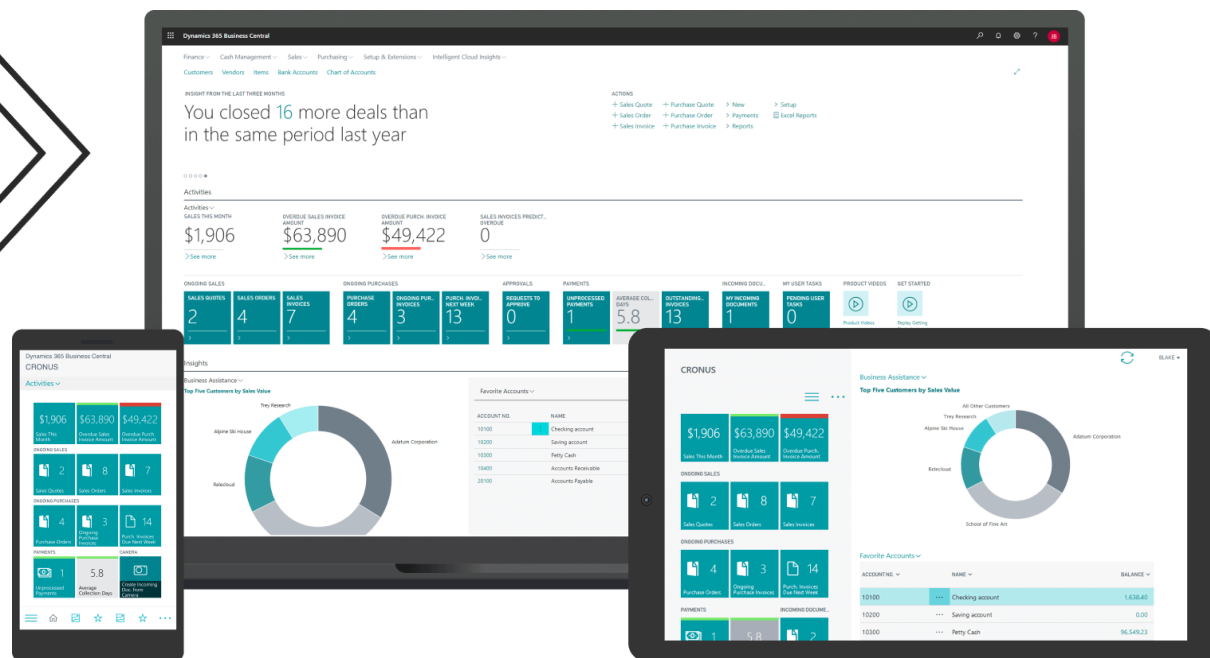 Dynamics 365 Business Central
JB
Finance Cash Management Sales Purchasing Setup & Extensions Intelligent Cloud Insights
Customers Vendors Items Bank Accounts Chart of Accounts
INSIGHT FROM THE LAST THREE MONTHS
You closed 16 more deals than
in the same period last year
ACTIONS
+ Sales Quote + Purchase Quote > New > Setup
+ Sales Order + Purchase Order > Payments Excel Reports
+ Sales Invoice + Purchase Invoice > Reports
Activities
Activities
SALES THIS MONTH
$1,906
>See more
OVERDUE SALES INVOICE
AMOUNT
$63,890
>See more
OVERDUE PURCH. INVOICE
AMOUNT
$49,422
>See more
SALES INVOICES PREDICT...
OVERDUE
0
>See more
ONGOING SALES
SALES QUOTES
2
SALES ORDERS
4
SALES
INVOICES
7
ONGOING PURCHASES
PURCHASE
ORDERS
4
ONGOING PUR...
INVOICES
3
PURCH. INVOI...
NEXT WEEK
13
APPROVALS
REQUESTS TO
APPROVE
0
PAYMENTS
UNPROCESSED
PAYMENTS
1
AVERAGE COL...
DAYS
5.8
OUTSTANDING...
INVOICES
13
INCOMING DOCU...
MY INCOMING
DOCUMENTS
1
MY USER TASKS
PENDING USER
TASKS
0
PRODUCT VIDEOS
Product Videos
GET STARTED
Replay Getting
Insights
Business Assistance
Top Five Customers by Sales Value
Trey Research
Alpine Ski House
Adatum Corporation
Relecloud
Favorite Accounts
ACCOUNT NO. NAME
10100 Checking account
10200 Saving account
10300 Petty Cash
10400 Accounts Receivable
20100 Accounts Payable
Dynamics 365 Business Central
CRONUS
Activities
$1,906
Sales This
Month
$63,890
Overdue Sales
Invoice Amount
$49,422
Overdue Purch.
Invoice Amount
ONGOING SALES
2
Sales Quotes
8
Sales Orders
7
Sales Invoices
ONGOING PURCHASES
4
Purchase Orders
3
Ongoing
Purchase
Invoices
14
Purch. Invoices
Due Next Week
PAYMENTS
1
Unprocessed
Payments
5.8
Average
Collection Days
CAMERA
Create Incoming
Doc. from
Camera
CRONUS
BLAKE
$1,906
Sales This Month
$63,890
Overdue Sales
Invoice Amount
$49,422
Overdue Purch.
Invoice Amount
ONGOING SALES
2
Sales Quotes
8
Sales Orders
7
Sales Invoices
ONGOING PURCHASES
4
Purchase Orders
3
Ongoing
Purchase Invoices
14
Purch. Invoices
Due Next Week
PAYMENTS
1
5.8
INCOMING DOCUME...
2
Business Assistance
Top Five Customers by Sales Value
All Other Customers
Trey Research
Alpine Ski House
Adatum Corporation
Relecloud
School of Fine Art
Favorite Accounts
ACCOUNT NO. NAME BALANCE
10100 ... Checking account 1,638.40
10200 ... Saving account 0.00
10300 ... Petty Cash 96,549.23